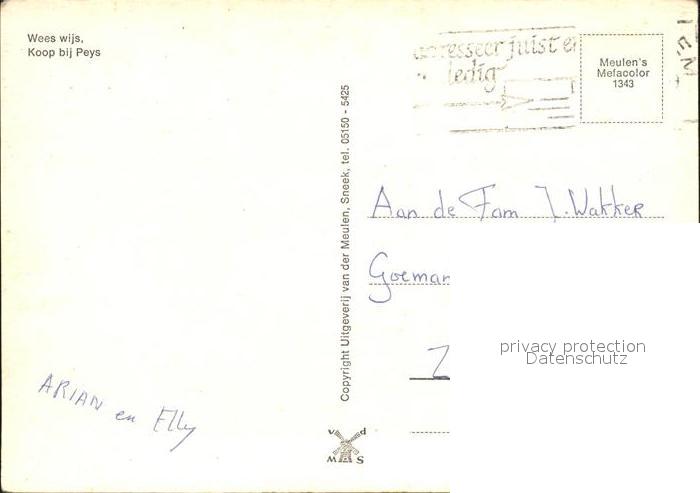 Wees wijs,
Koop bij Peys
adresseer juist en
ledig
Meulen's
Mefacolor
1343
Copyright Uitgeverij van der Meulen, Sneek, tel. 05150 - 5425
Aan de Fam J. Wakker
Goeman
Z
privacy protection
Datenschutz
ARIAN en Elly
v d
M S